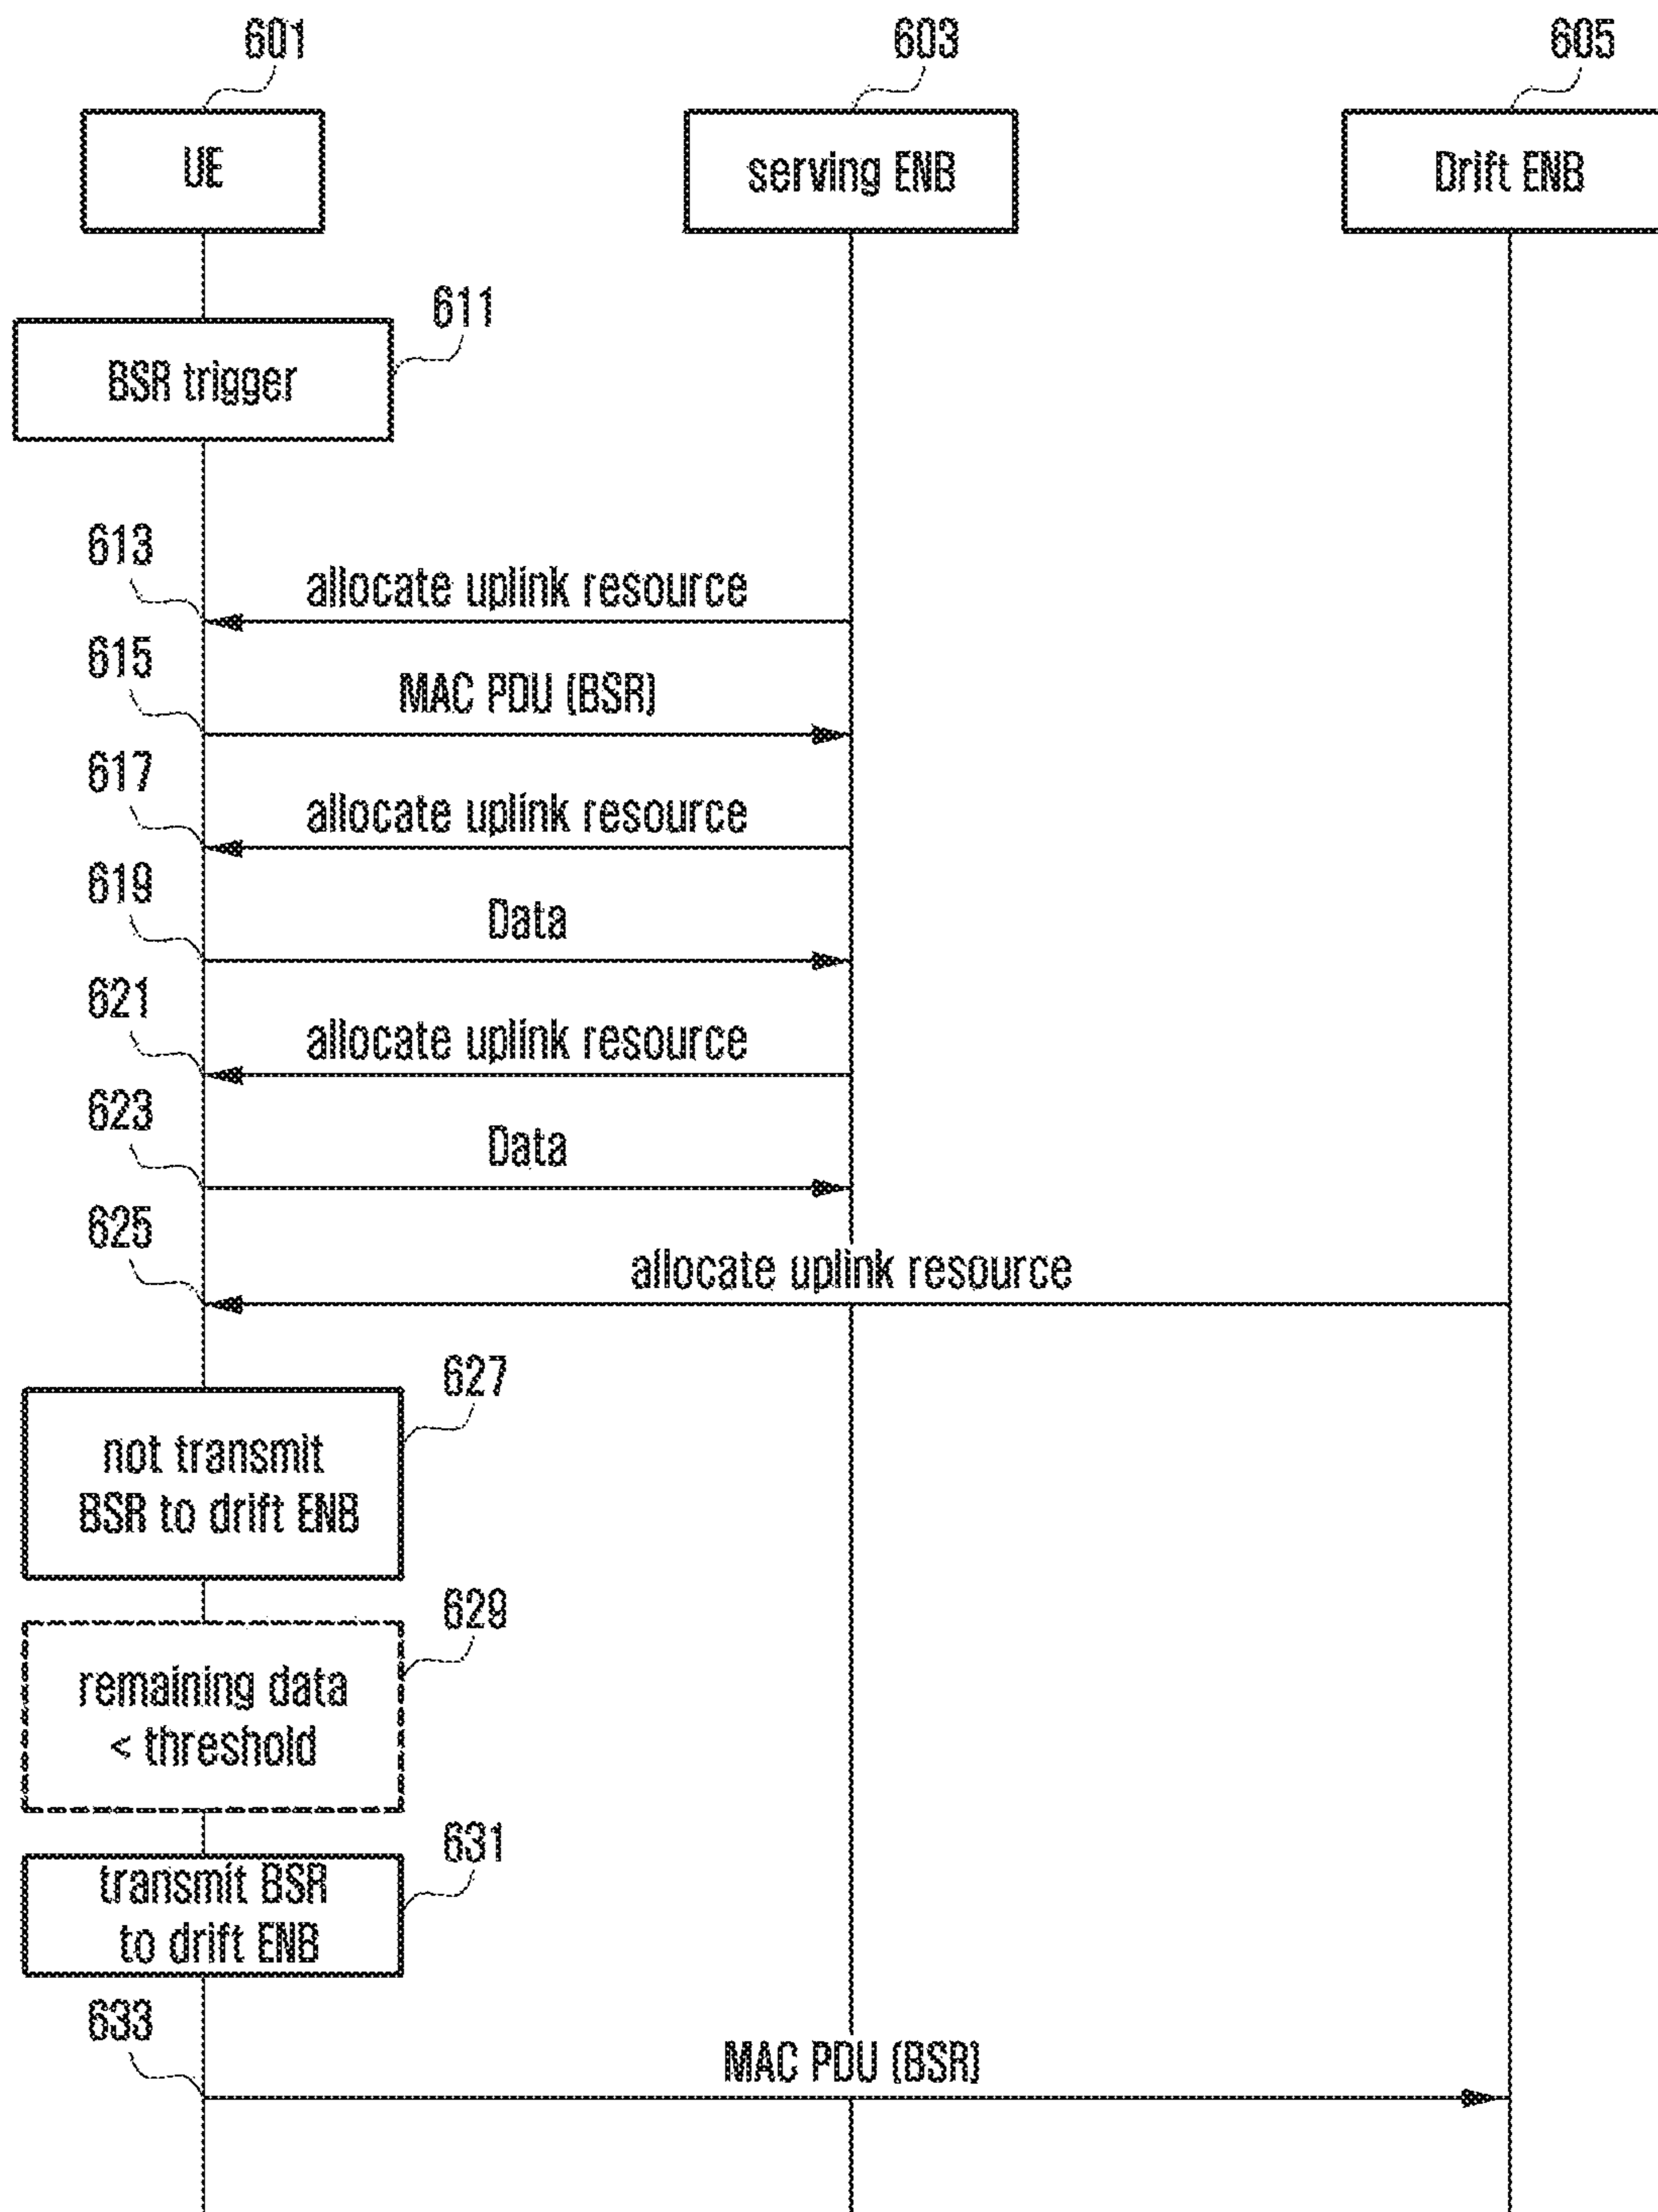 601
603
605
UE
serving ENB
Drift ENB
611
BSR trigger
613
allocate uplink resource
615
MAC PDU (BSR)
617
allocate uplink resource
619
Data
621
allocate uplink resource
623
Data
625
allocate uplink resource
627
not transmit
BSR to drift ENB
629
remaining data
< threshold
631
transmit BSR
to drift ENB
633
MAC PDU (BSR)